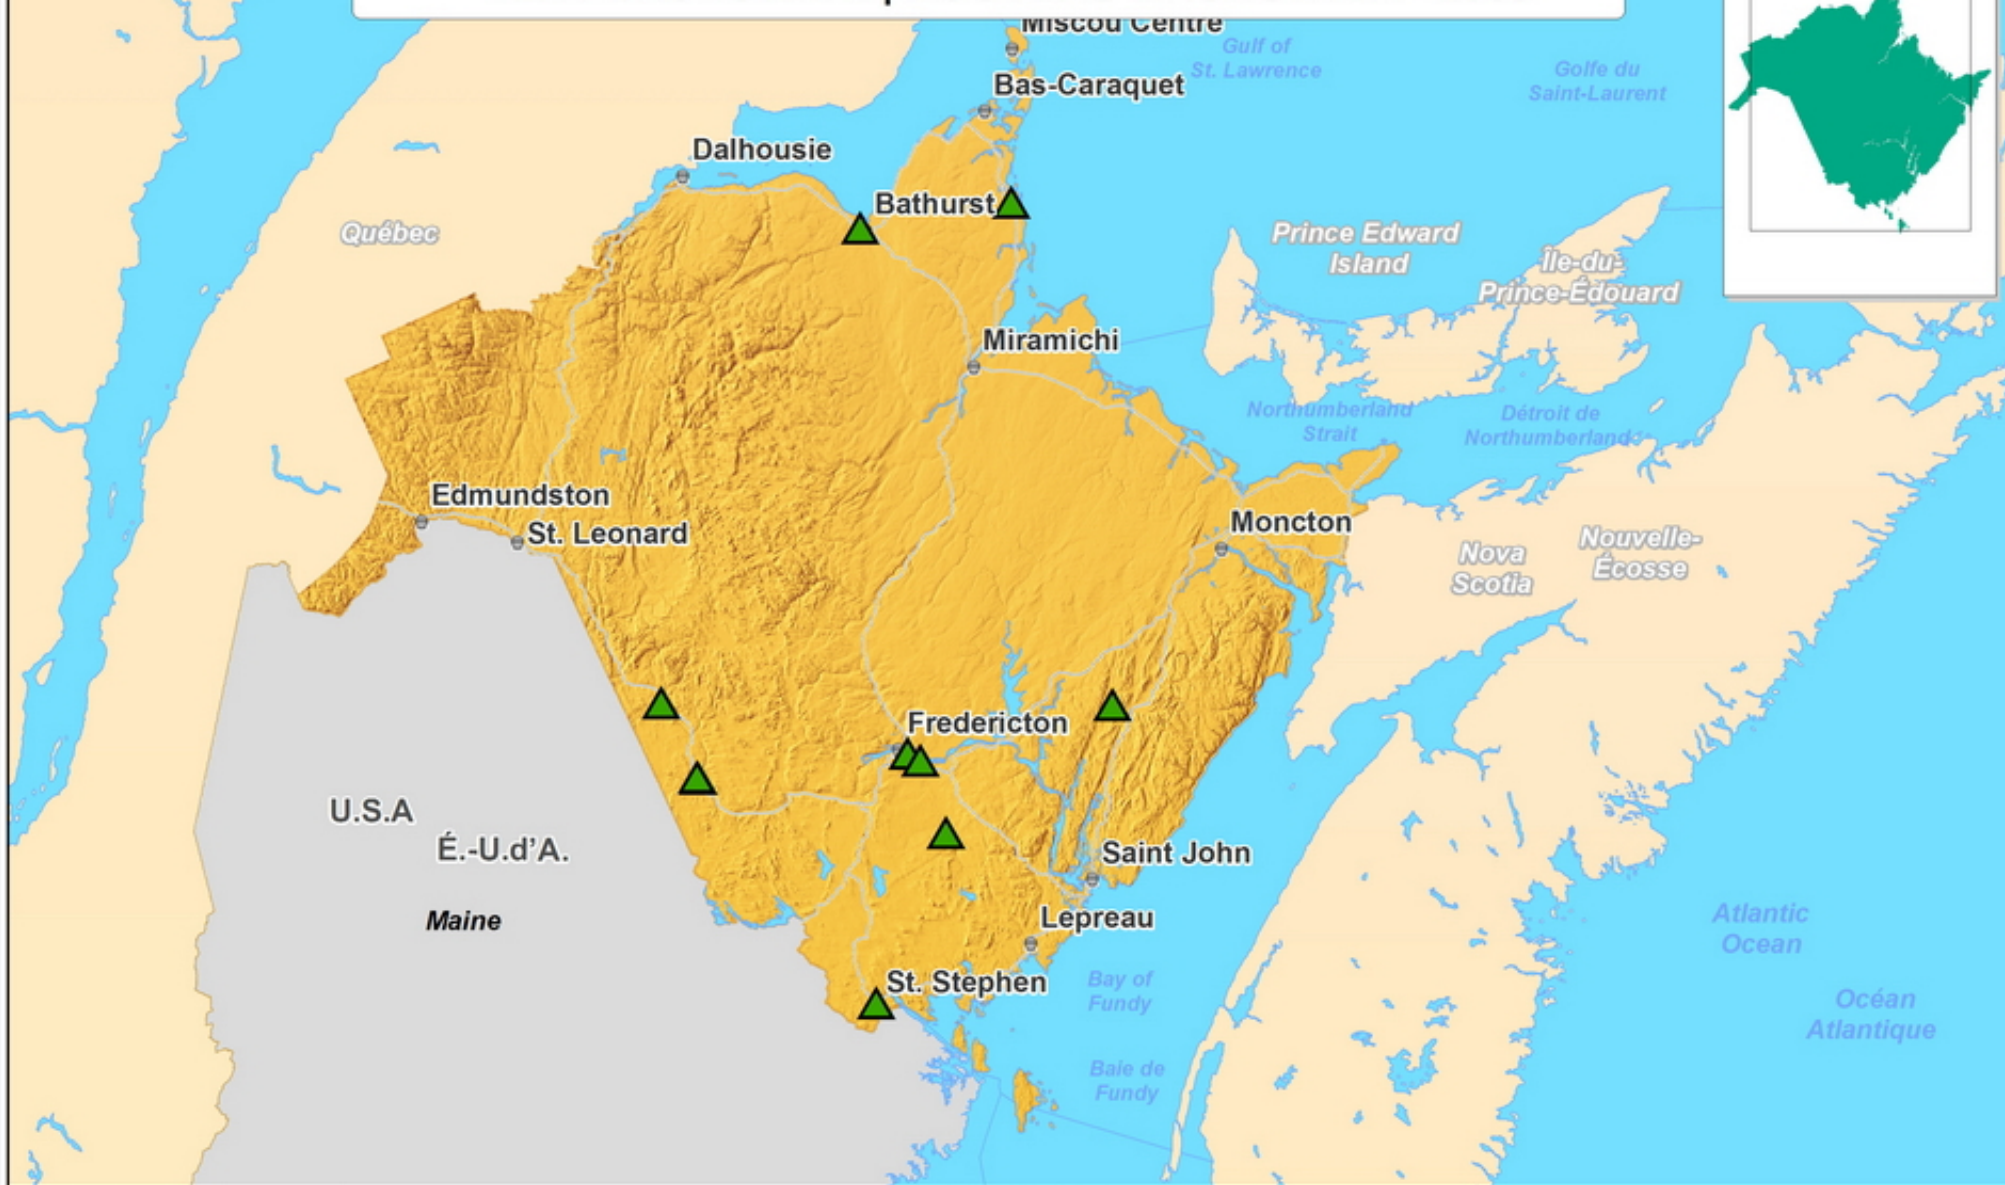 Miscou Centre
Gulf of
St. Lawrence
Golfe du
Saint-Laurent
Bas-Caraquet
Dalhousie
Bathurst
Québec
Prince Edward
Island
Île-du-
Prince-Édouard
Miramichi
Northumberland
Strait
Détroit de
Northumberland
Edmundston
St. Leonard
Moncton
Nova
Scotia
Nouvelle-
Écosse
Fredericton
U.S.A
É.-U.d'A.
Saint John
Maine
Lepreau
Atlantic
Ocean
St. Stephen
Bay of
Fundy
Océan
Atlantique
Baie de
Fundy